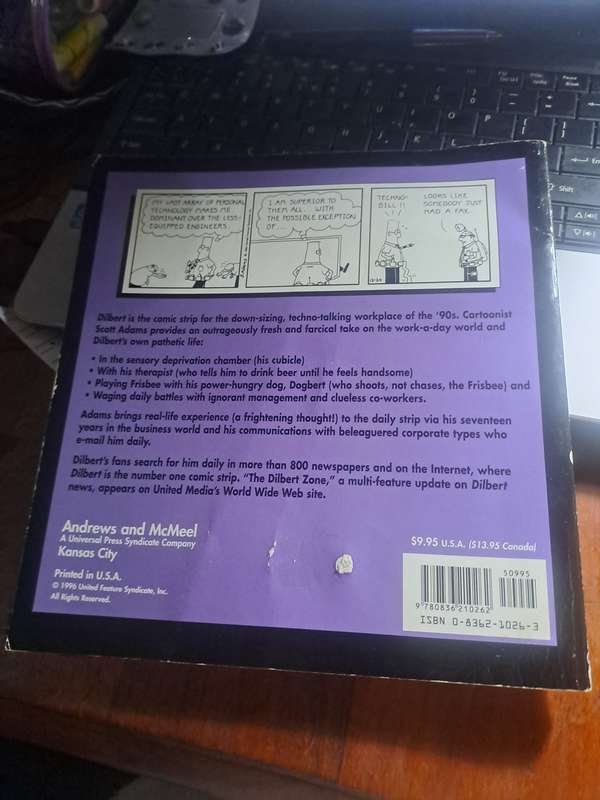 MY VAST ARRAY OF PERSONAL
TECHNOLOGY MAKES ME
DOMINANT OVER THE LESS-
EQUIPPED ENGINEERS.
I AM SUPERIOR TO
THEM ALL... WITH
THE POSSIBLE EXCEPTION
OF...
TECHNO-
BILL!!
LOOKS LIKE
SOMEBODY JUST
HAD A FAX.
Dilbert is the comic strip for the down-sizing, techno-talking workplace of the '90s. Cartoonist
Scott Adams provides an outrageously fresh and farcical take on the work-a-day world and
Dilbert's own pathetic life:
• In the sensory deprivation chamber (his cubicle)
• With his therapist (who tells him to drink beer until he feels handsome)
• Playing Frisbee with his power-hungry dog, Dogbert (who shoots, not chases, the Frisbee) and
• Waging daily battles with ignorant management and clueless co-workers.
Adams brings real-life experience (a frightening thought!) to the daily strip via his seventeen
years in the business world and his communications with beleaguered corporate types who
e-mail him daily.
Dilbert's fans search for him daily in more than 800 newspapers and on the Internet, where
Dilbert is the number one comic strip. "The Dilbert Zone," a multi-feature update on Dilbert
news, appears on United Media's World Wide Web site.
Andrews and McMeel
A Universal Press Syndicate Company
Kansas City
Printed in U.S.A.
© 1996 United Feature Syndicate, Inc.
All Rights Reserved.
$9.95 U.S.A. ($13.95 Canada)
50995
9 780836 210262
ISBN 0-8362-1026-3
Enter
Shift